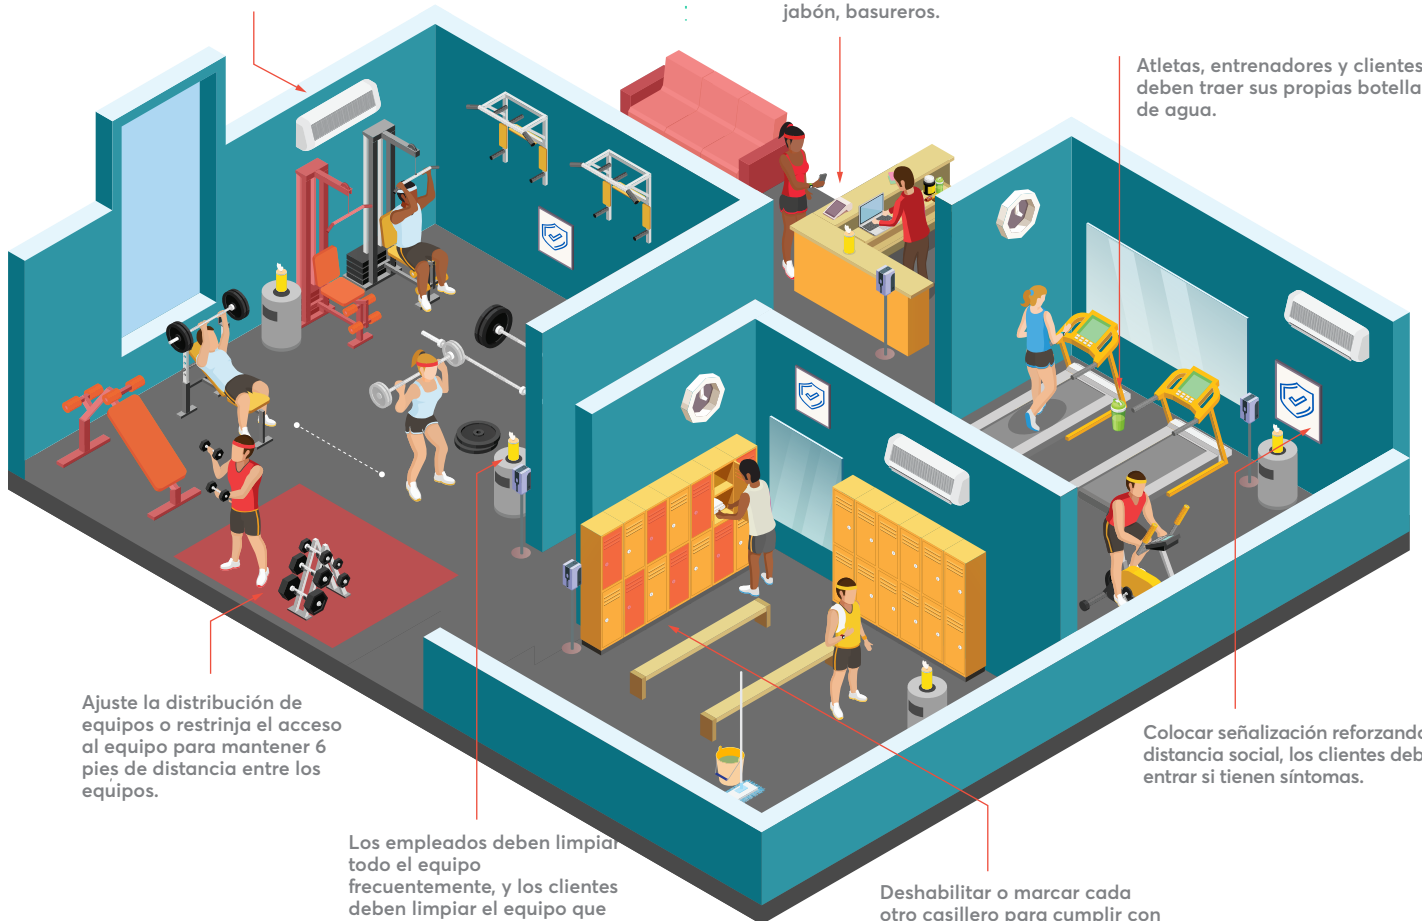 jabón, basureros.
Atletas, entrenadores y clientes
deben traer sus propias botella
de agua.
Ajuste la distribución de
equipos o restrinja el acceso
al equipo para mantener 6
pies de distancia entre los
equipos.
Los empleados deben limpiar
todo el equipo
frecuentemente, y los clientes
deben limpiar el equipo que
Deshabilitar o marcar cada
otro casillero para cumplir con
Colocar señalización reforzando
distancia social, los clientes deb
entrar si tienen síntomas.